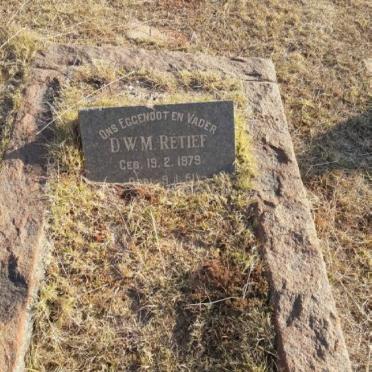 ONS EGGENOOT EN VADER
D.W.M. RETIEF
GEB. 19. 2. 1879